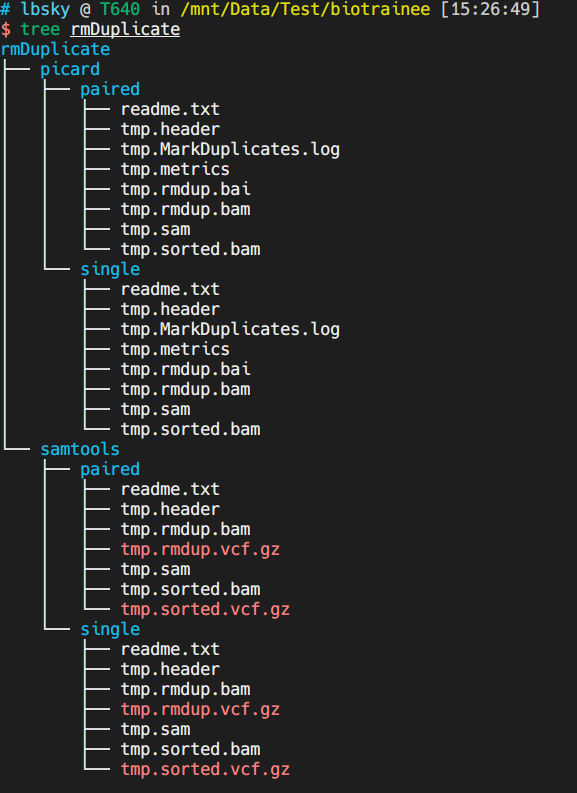 # lbsky @ T640 in /mnt/Data/Test/biotrainee [15:26:49]
$ tree rmDuplicate
rmDuplicate
├── picard
│   ├── paired
│   │   ├── readme.txt
│   │   ├── tmp.header
│   │   ├── tmp.MarkDuplicates.log
│   │   ├── tmp.metrics
│   │   ├── tmp.rmdup.bai
│   │   ├── tmp.rmdup.bam
│   │   ├── tmp.sam
│   │   └── tmp.sorted.bam
│   └── single
│       ├── readme.txt
│       ├── tmp.header
│       ├── tmp.MarkDuplicates.log
│       ├── tmp.metrics
│       ├── tmp.rmdup.bai
│       ├── tmp.rmdup.bam
│       ├── tmp.sam
│       └── tmp.sorted.bam
└── samtools
    ├── paired
    │   ├── readme.txt
    │   ├── tmp.header
    │   ├── tmp.rmdup.bam
    │   ├── tmp.rmdup.vcf.gz
    │   ├── tmp.sam
    │   ├── tmp.sorted.bam
    │   └── tmp.sorted.vcf.gz
    └── single
        ├── readme.txt
        ├── tmp.header
        ├── tmp.rmdup.bam
        ├── tmp.rmdup.vcf.gz
        ├── tmp.sam
        ├── tmp.sorted.bam
        └── tmp.sorted.vcf.gz